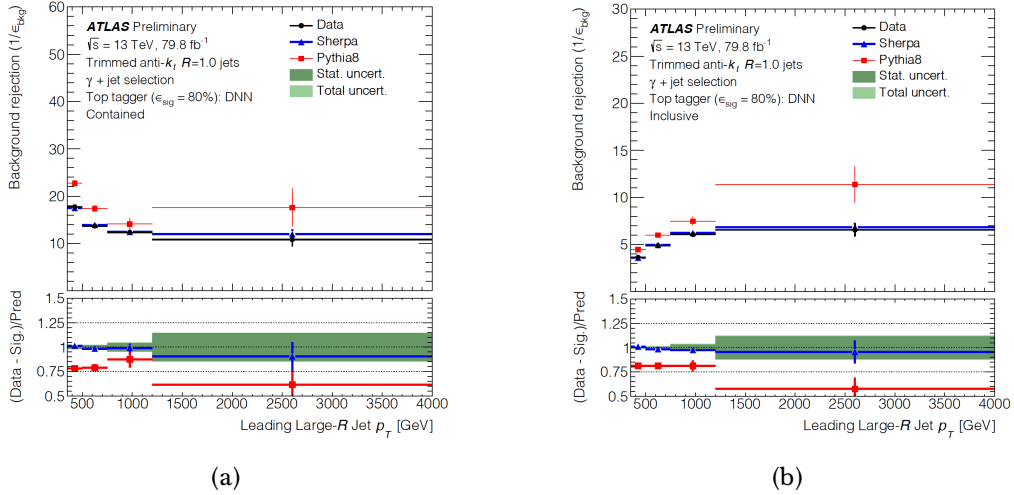 ATLAS Preliminary
√s = 13 TeV, 79.8 fb⁻¹
Trimmed anti-kₜ R=1.0 jets
γ + jet selection
Top tagger (ϵsig = 80%): DNN
Contained
Data
Sherpa
Pythia8
Stat. uncert.
Total uncert.
Background rejection (1/ϵbkg)
60
50
40
30
20
10
(Data - Sig.)/Pred
1.5
1.25
1
0.75
0.5
500 1000 1500 2000 2500 3000 3500 4000
Leading Large-R Jet pT [GeV]
(a)
ATLAS Preliminary
√s = 13 TeV, 79.8 fb⁻¹
Trimmed anti-kₜ R=1.0 jets
γ + jet selection
Top tagger (ϵsig = 80%): DNN
Inclusive
Data
Sherpa
Pythia8
Stat. uncert.
Total uncert.
Background rejection (1/ϵbkg)
30
25
20
15
10
5
(Data - Sig.)/Pred
1.5
1.25
1
0.75
0.5
500 1000 1500 2000 2500 3000 3500 4000
Leading Large-R Jet pT [GeV]
(b)